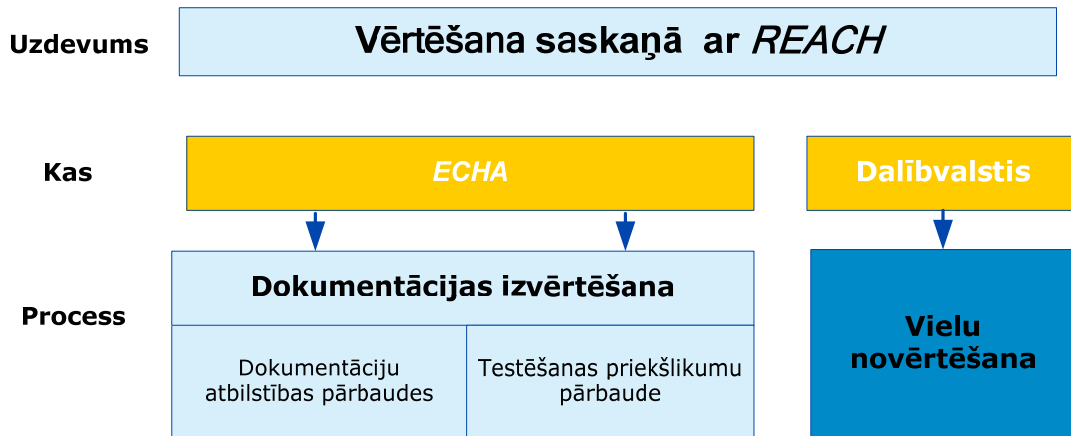 Uzdevums
Vērtēšana saskaņā ar REACH
Kas
ECHA
Dalībvalstis
Process
Dokumentācijas izvērtēšana
Dokumentāciju
atbilstības pārbaudes
Testēšanas priekšlikumu
pārbaude
Vielu
novērtēšana